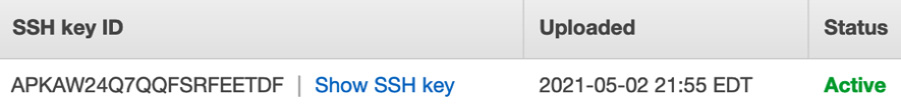 SSH key ID Uploaded Status
APKAW24Q7QQFSRFEETDF | Show SSH key 2021-05-02 21:55 EDT Active